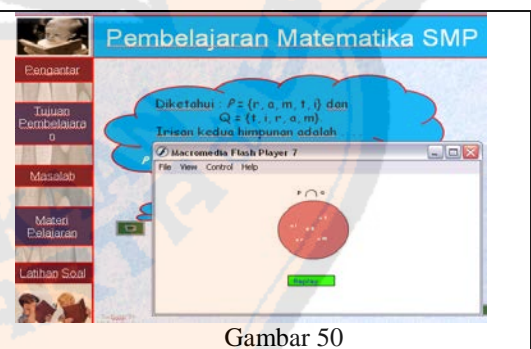 Pembelajaran Matematika SMP
Pengantar
Tujuan
Pembelajara
n
Masalah
Materi
Pelajaran
Latihan Soal
Diketahui : P = {r, a, m, t, i} dan
Q = {t, i, r, a, m}.
Irisan kedua himpunan adalah . . . .
P
Macromedia Flash Player 7
File View Control Help
P ∩ Q
Replay
Gambar 50